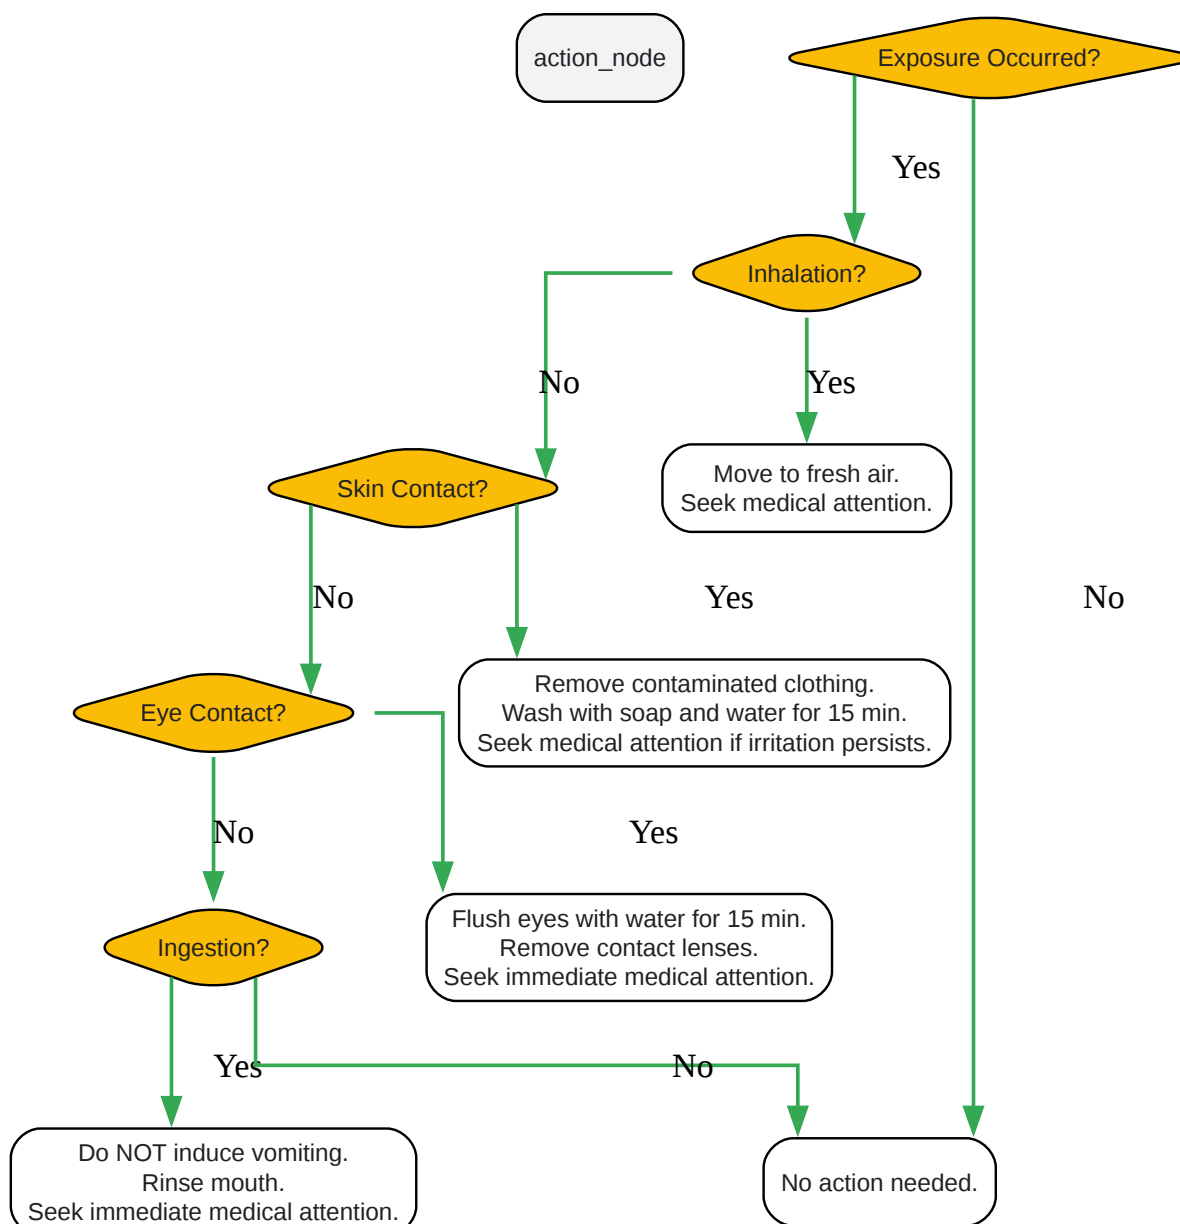 action_node
Exposure Occurred?
Yes
Inhalation?
No
Yes
Skin Contact?
Move to fresh air.
Seek medical attention.
No
Yes
No
Eye Contact?
Remove contaminated clothing.
Wash with soap and water for 15 min.
Seek medical attention if irritation persists.
No
Yes
Ingestion?
Flush eyes with water for 15 min.
Remove contact lenses.
Seek immediate medical attention.
Yes
No
Do NOT induce vomiting.
Rinse mouth.
Seek immediate medical attention.
No action needed.